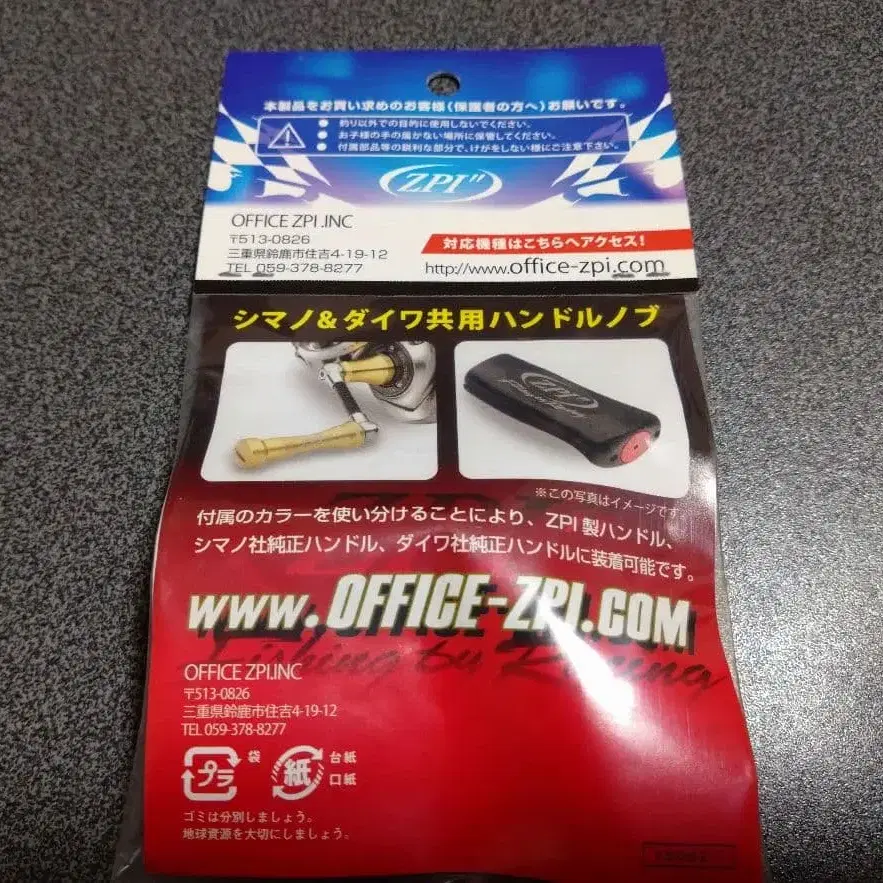 本製品をお買い求めのお客様(保護者の方へ)お願いです。
● 釣り以外での目的に使用しないでください。
● お子様の手の届かない場所に保管してください。
● 付属部品等の鋭利な部分で、けがをしない様にご注意下さい。
ZPI
OFFICE ZPI .INC
〒513-0826
三重県鈴鹿市住吉4-19-12
TEL 059-378-8277
対応機種はこちらへアクセス!
http://www.office-zpi.com
シマノ&ダイワ共用ハンドルノブ
ZPI
※この写真はイメージです。
付属のカラーを使い分けることにより、ZPI製ハンドル、
シマノ社純正ハンドル、ダイワ社純正ハンドルに装着可能です。
www.OFFICE-ZPI.COM
Fishing by Racing
OFFICE ZPI.INC
〒513-0826
三重県鈴鹿市住吉4-19-12
TEL 059-378-8277
プラ
袋
紙
台紙
口紙
ゴミは分別しましょう。
地球資源を大切にしましょう。